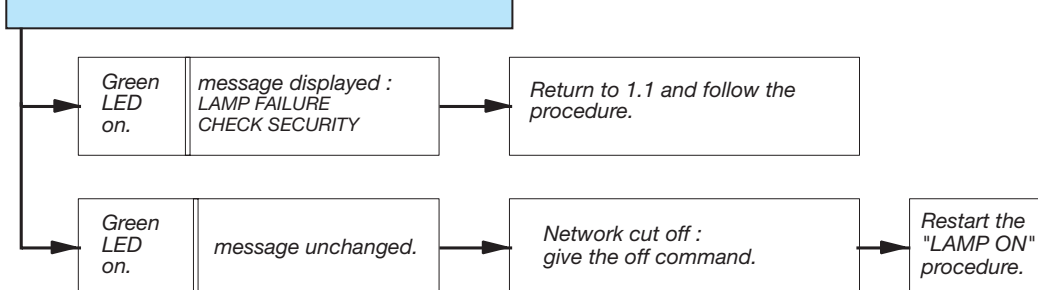 Green
LED
on.
message displayed :
LAMP FAILURE
CHECK SECURITY
Return to 1.1 and follow the
procedure.
Green
LED
on.
message unchanged.
Network cut off :
give the off command.
Restart the
"LAMP ON"
procedure.